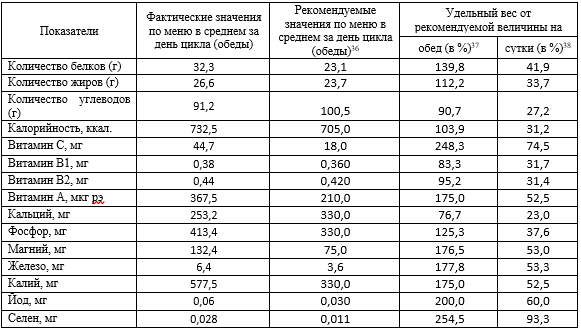 Показатели | Фактические значения по меню в среднем за день цикла (обеды) | Рекомендуемые значения по меню в среднем за день цикла (обеды)36 | Удельный вес от рекомендуемой величины на
обед (в %)37 | сутки (в %)38
Количество белков (г) | 32,3 | 23,1 | 139,8 | 41,9
Количество жиров (г) | 26,6 | 23,7 | 112,2 | 33,7
Количество углеводов (г) | 91,2 | 100,5 | 90,7 | 27,2
Калорийность, ккал. | 732,5 | 705,0 | 103,9 | 31,2
Витамин С, мг | 44,7 | 18,0 | 248,3 | 74,5
Витамин В1, мг | 0,38 | 0,360 | 83,3 | 31,7
Витамин В2, мг | 0,44 | 0,420 | 95,2 | 31,4
Витамин А, мкг рэ | 367,5 | 210,0 | 175,0 | 52,5
Кальций, мг | 253,2 | 330,0 | 76,7 | 23,0
Фосфор, мг | 413,4 | 330,0 | 125,3 | 37,6
Магний, мг | 132,4 | 75,0 | 176,5 | 53,0
Железо, мг | 6,4 | 3,6 | 177,8 | 53,3
Калий, мг | 577,5 | 330,0 | 175,0 | 52,5
Йод, мг | 0,06 | 0,030 | 200,0 | 60,0
Селен, мг | 0,028 | 0,011 | 254,5 | 93,3